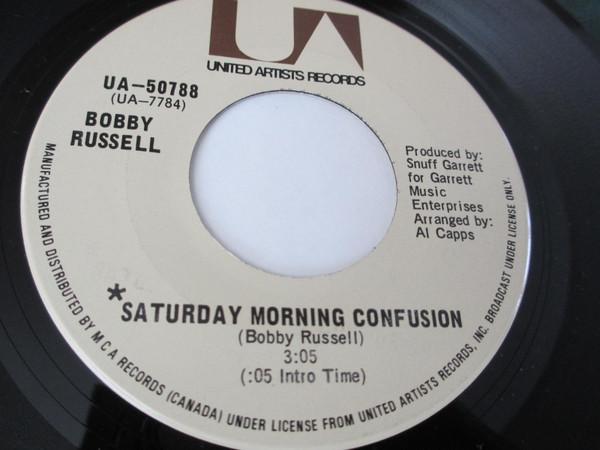 UA
UNITED ARTISTS RECORDS
UA-50788
(UA-7784)
BOBBY
RUSSELL
Produced by:
Snuff Garrett
for Garrett
Music
Enterprises
Arranged by:
Al Capps
*SATURDAY MORNING CONFUSION
(Bobby Russell)
3:05
(:05 Intro Time)
MANUFACTURED AND DISTRIBUTED BY M C A RECORDS (CANADA) UNDER LICENSE FROM UNITED ARTISTS RECORDS, INC. BROADCAST UNDER LICENSE ONLY.